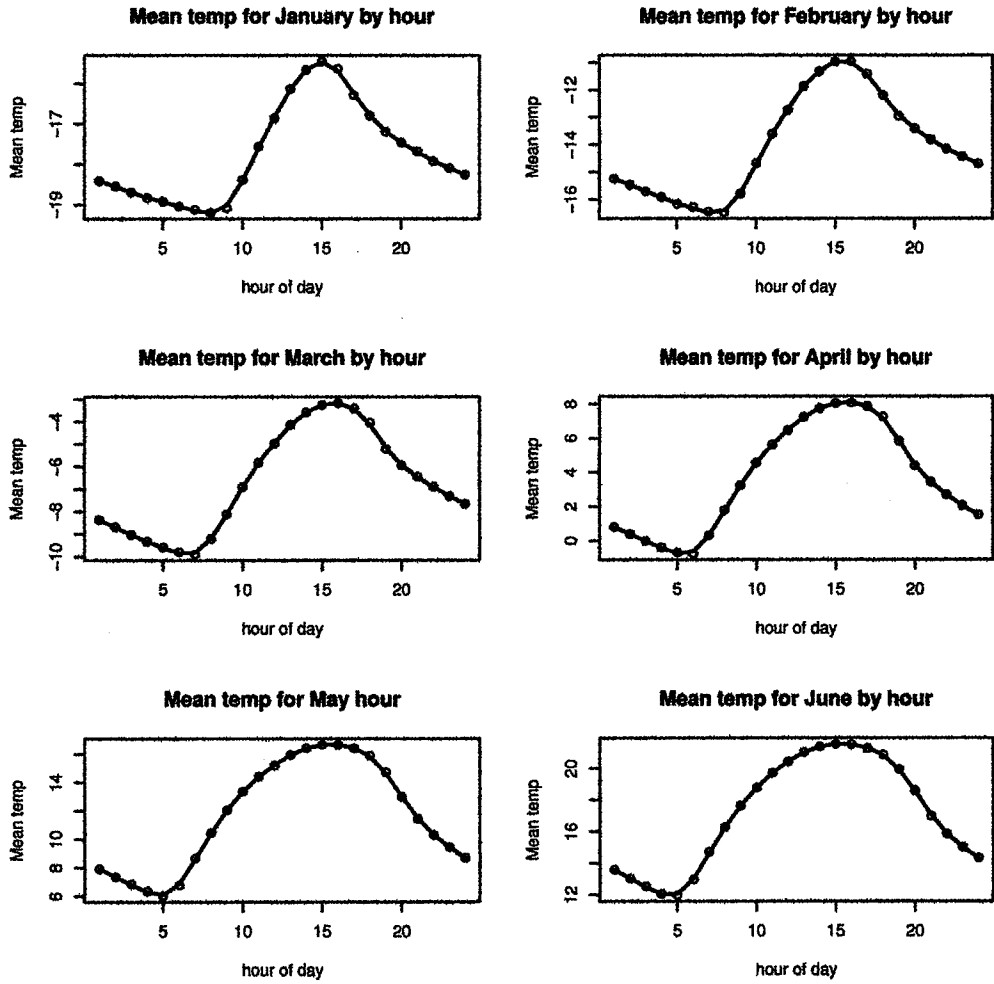 Mean temp for January by hour
Mean temp
-17
-19
5 10 15 20
hour of day
Mean temp for February by hour
Mean temp
-12
-14
-16
5 10 15 20
hour of day
Mean temp for March by hour
Mean temp
-4
-6
-8
-10
5 10 15 20
hour of day
Mean temp for April by hour
Mean temp
8
6
4
2
0
5 10 15 20
hour of day
Mean temp for May hour
Mean temp
14
10
8
6
5 10 15 20
hour of day
Mean temp for June by hour
Mean temp
20
16
12
5 10 15 20
hour of day